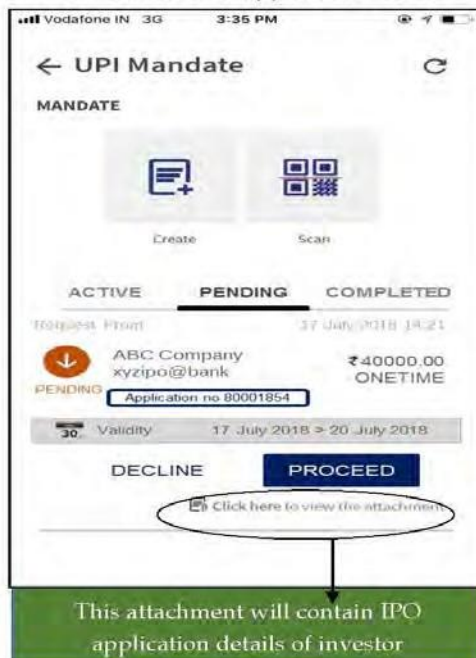 Vodafone IN 3G 3:35 PM
← UPI Mandate
MANDATE
Create Scan
ACTIVE PENDING COMPLETED
Request From 17 July 2018 14:21
ABC Company ₹40000.00
xyzipo@bank ONETIME
PENDING
Application no 80001854
30 Validity 17 July 2018 > 20 July 2018
DECLINE PROCEED
Click here to view the attachment
This attachment will contain IPO
application details of investor